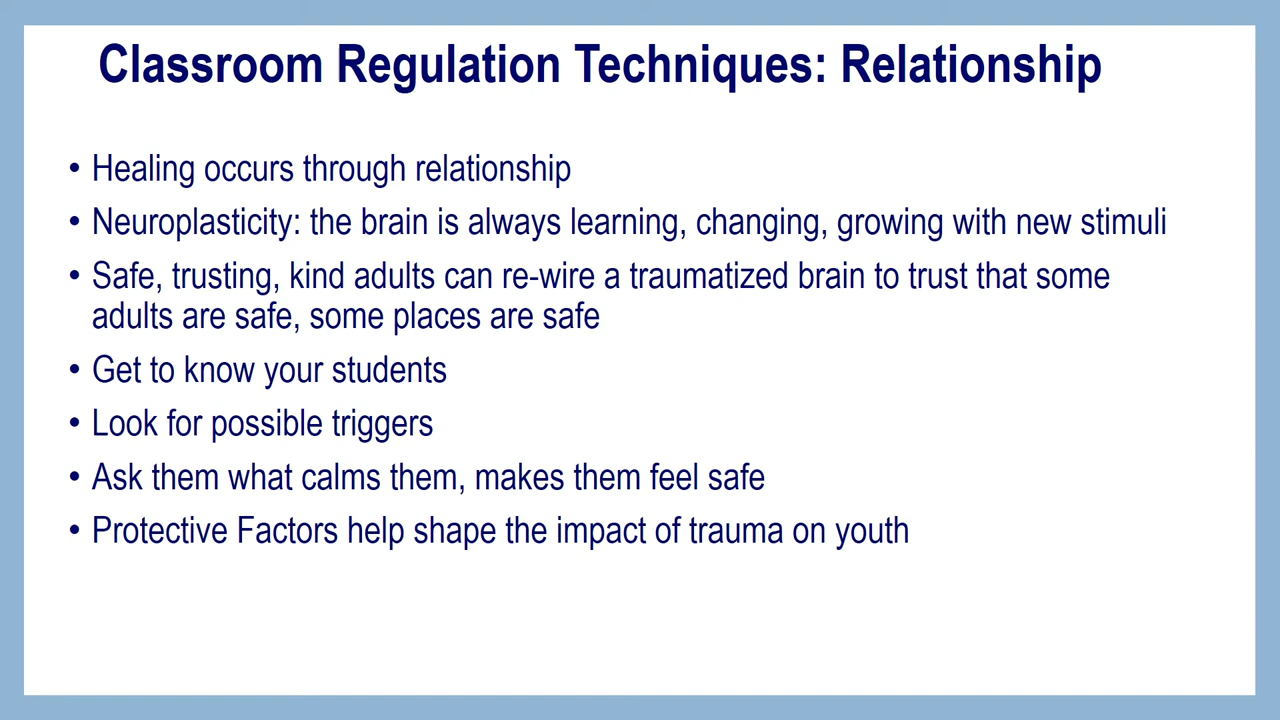 Classroom Regulation Techniques: Relationship
• Healing occurs through relationship
• Neuroplasticity: the brain is always learning, changing, growing with new stimuli
• Safe, trusting, kind adults can re-wire a traumatized brain to trust that some
adults are safe, some places are safe
• Get to know your students
• Look for possible triggers
• Ask them what calms them, makes them feel safe
• Protective Factors help shape the impact of trauma on youth